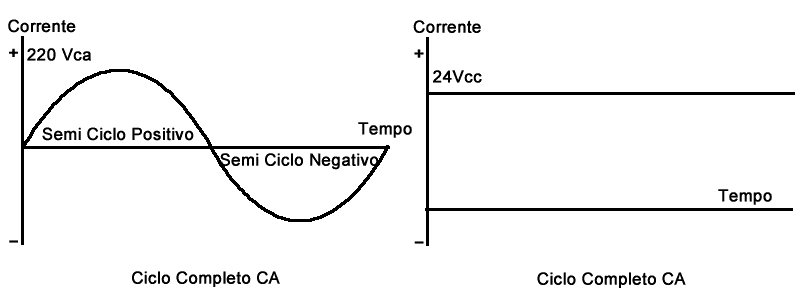 Corrente
+
220 Vca
Semi Ciclo Positivo
Tempo
Semi Ciclo Negativo
−
Ciclo Completo CA
Corrente
+
24Vcc
Tempo
−
Ciclo Completo CA